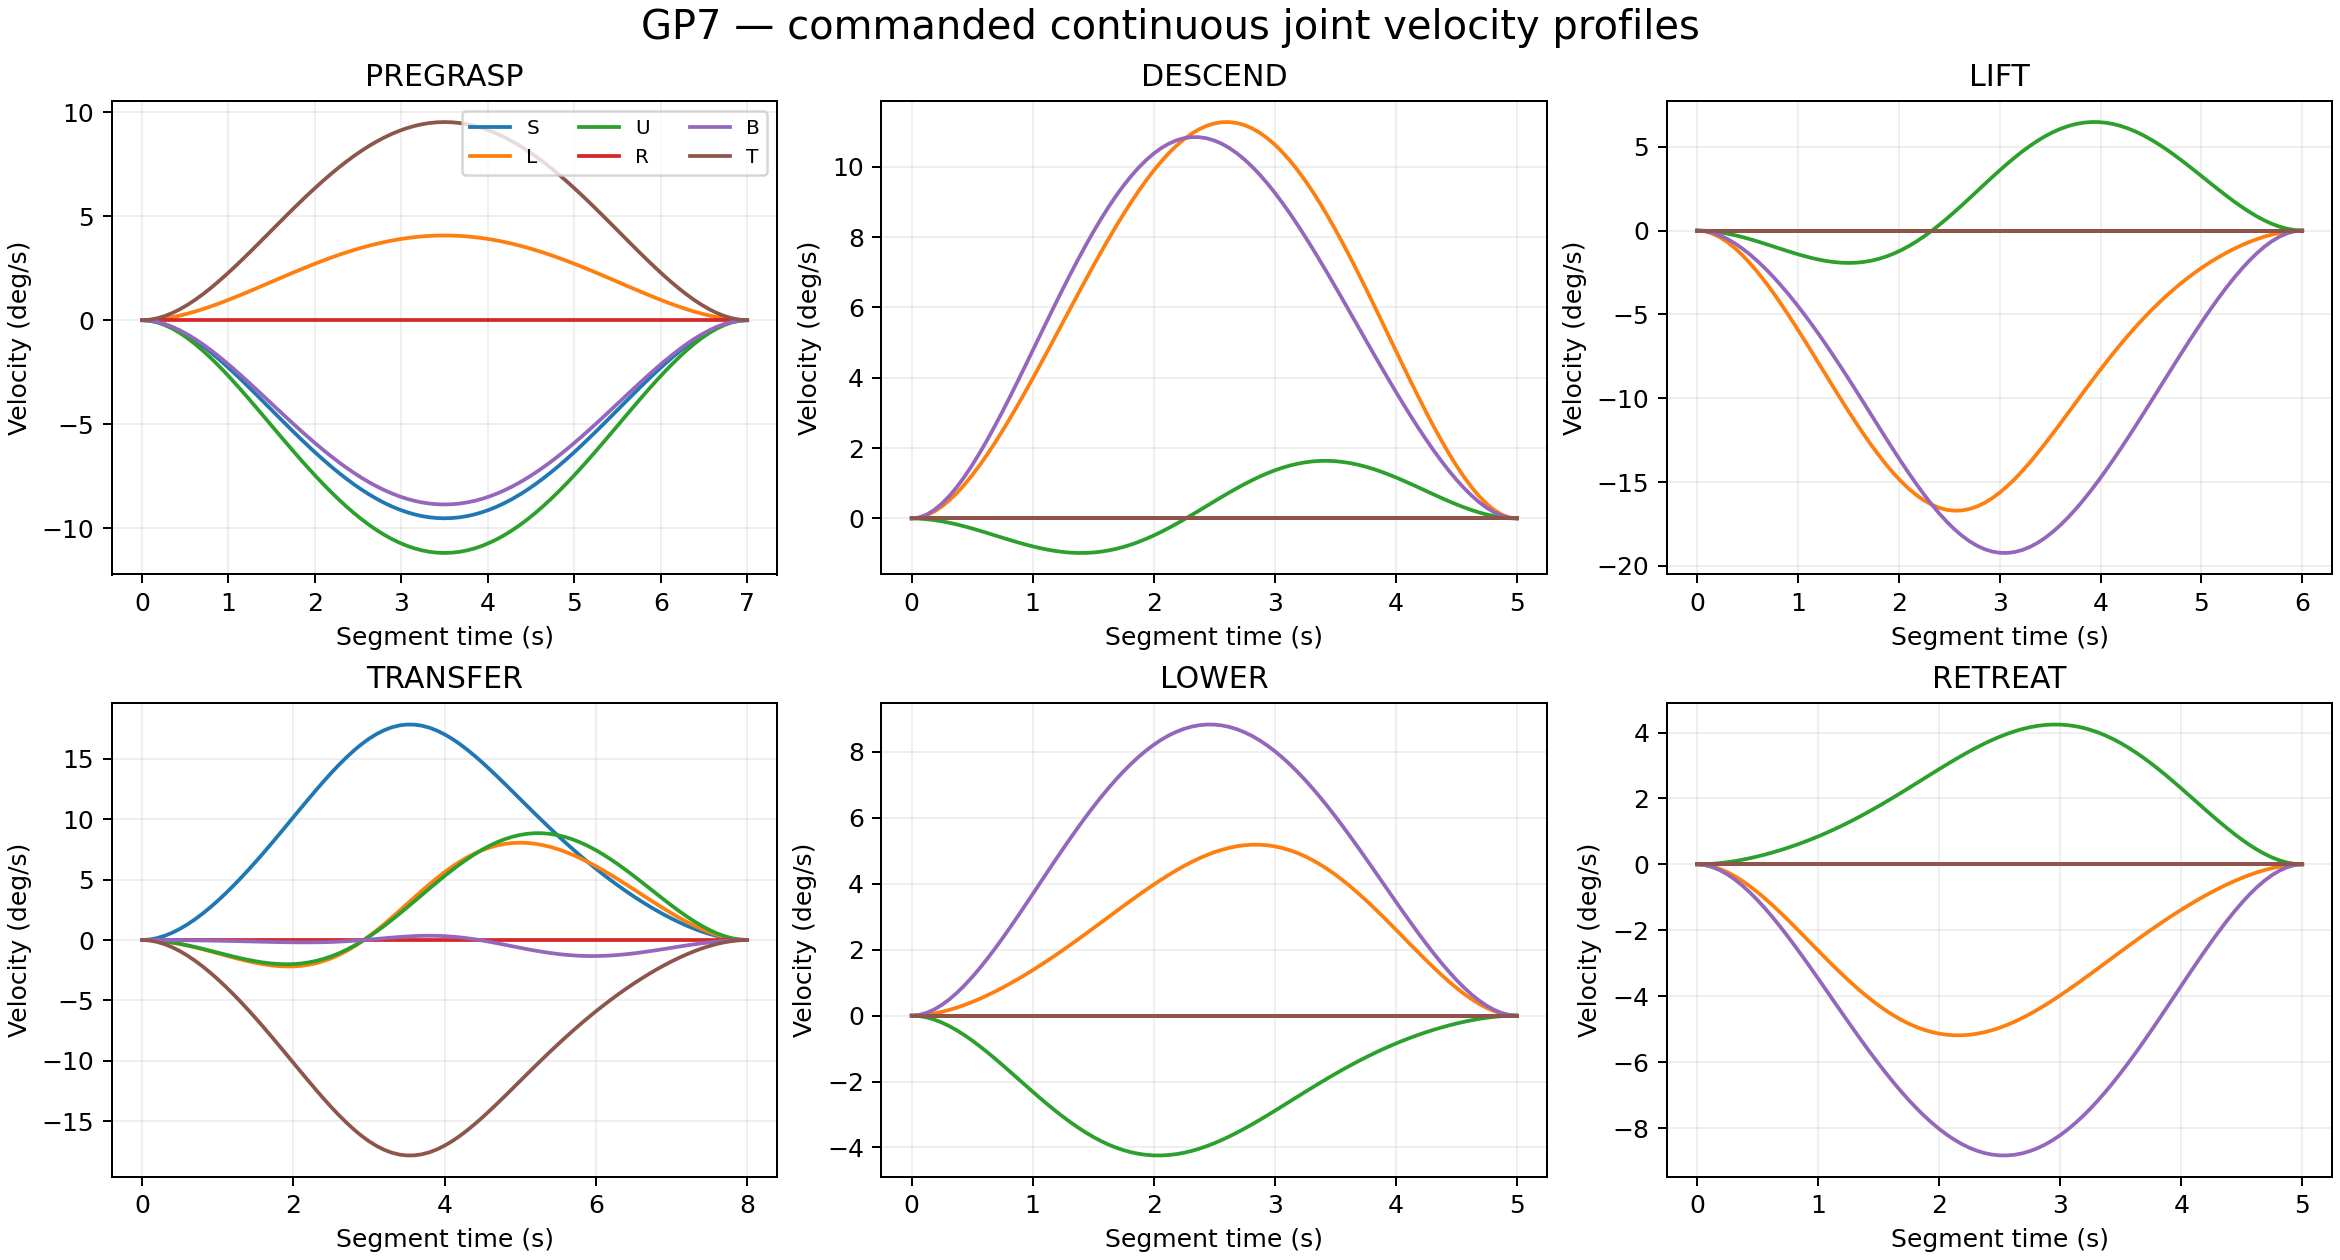 GP7 — commanded continuous joint velocity profiles
PREGRASP
DESCEND
LIFT
10
5
0
−5
−10
Velocity (deg/s)
S
U
B
L
R
T
0 1 2 3 4 5 6 7
Segment time (s)
10
8
6
4
2
0
Velocity (deg/s)
0 1 2 3 4 5
Segment time (s)
5
0
−5
−10
−15
−20
Velocity (deg/s)
0 1 2 3 4 5 6
Segment time (s)
TRANSFER
LOWER
RETREAT
15
10
5
0
−5
−10
−15
Velocity (deg/s)
0 2 4 6 8
Segment time (s)
8
6
4
2
0
−2
−4
Velocity (deg/s)
0 1 2 3 4 5
Segment time (s)
4
2
0
−2
−4
−6
−8
Velocity (deg/s)
0 1 2 3 4 5
Segment time (s)